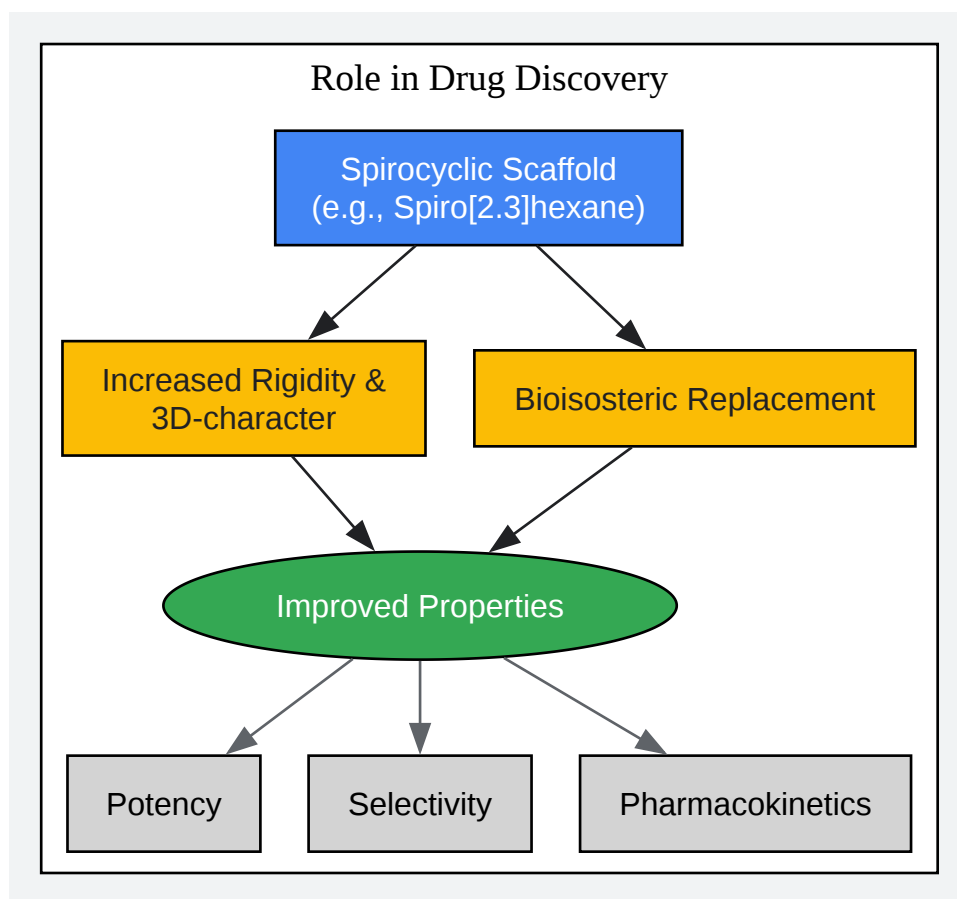 Role in Drug Discovery
Spirocyclic Scaffold
(e.g., Spiro[2.3]hexane)
Increased Rigidity &
3D-character
Bioisosteric Replacement
Improved Properties
Potency
Selectivity
Pharmacokinetics